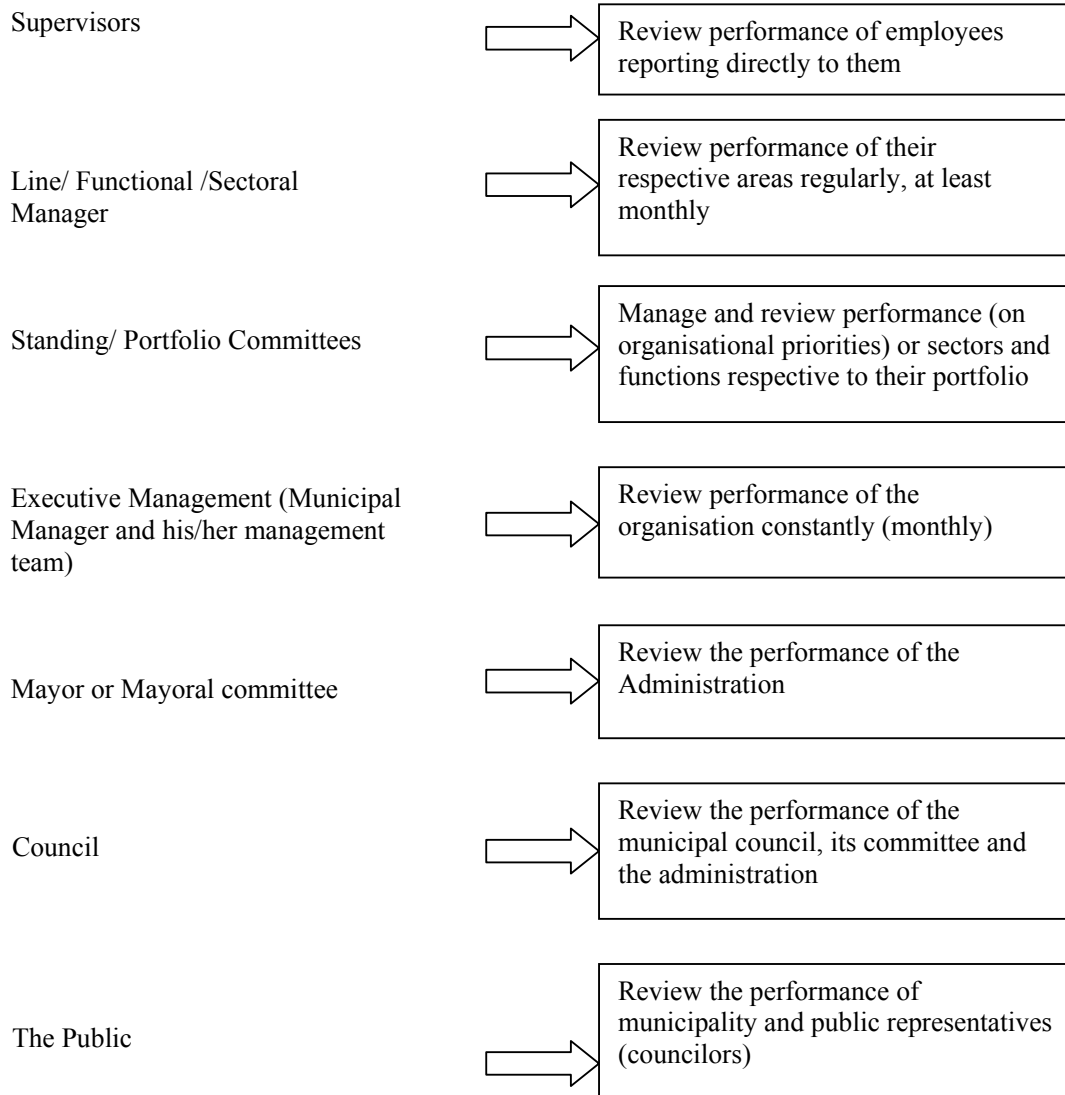 Supervisors
Review performance of employees
reporting directly to them
Line/ Functional /Sectoral
Manager
Review performance of their
respective areas regularly, at least
monthly
Standing/ Portfolio Committees
Manage and review performance (on
organisational priorities) or sectors and
functions respective to their portfolio
Executive Management (Municipal
Manager and his/her management
team)
Review performance of the
organisation constantly (monthly)
Mayor or Mayoral committee
Review the performance of the
Administration
Council
Review the performance of the
municipal council, its committee and
the administration
The Public
Review the performance of
municipality and public representatives
(councilors)